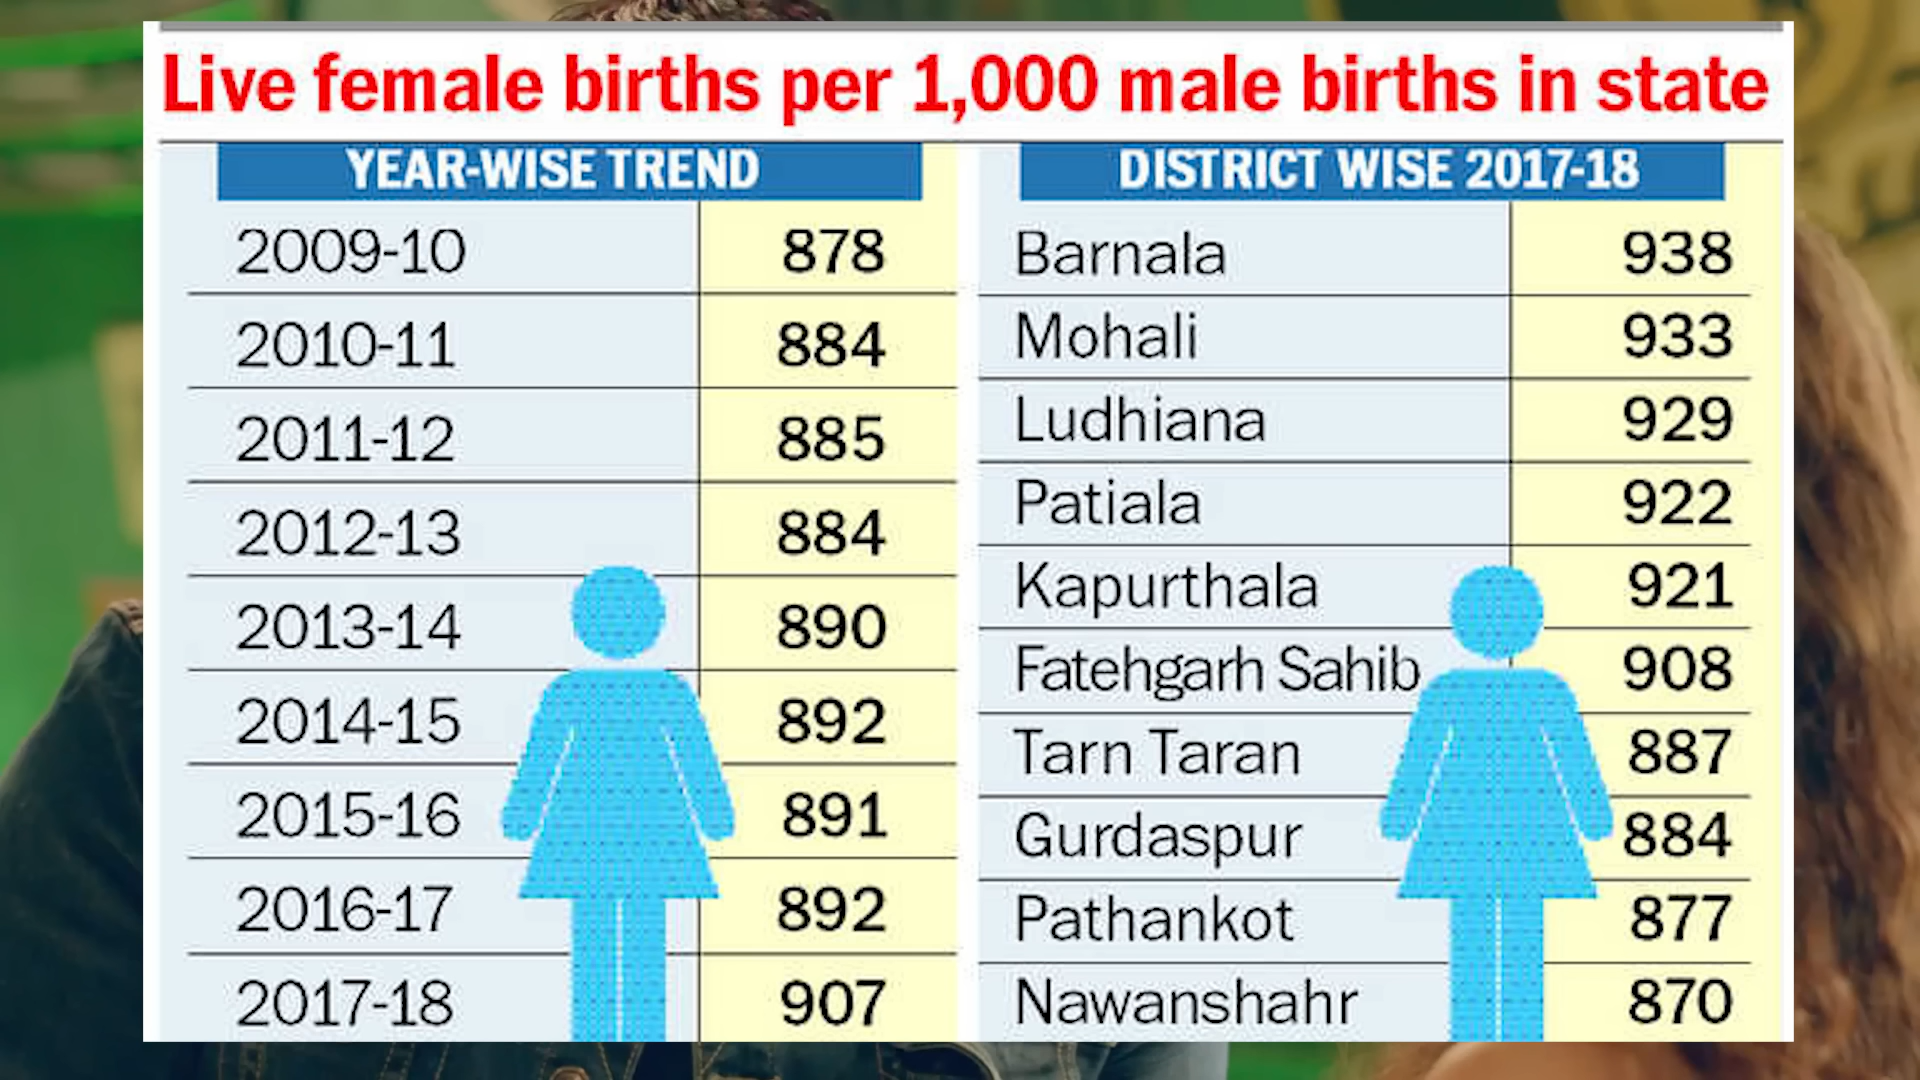 Live female births per 1,000 male births in state
YEAR-WISE TREND
2009-10 878
2010-11 884
2011-12 885
2012-13 884
2013-14 890
2014-15 892
2015-16 891
2016-17 892
2017-18 907
DISTRICT WISE 2017-18
Barnala 938
Mohali 933
Ludhiana 929
Patiala 922
Kapurthala 921
Fatehgarh Sahib 908
Tarn Taran 887
Gurdaspur 884
Pathankot 877
Nawanshahr 870